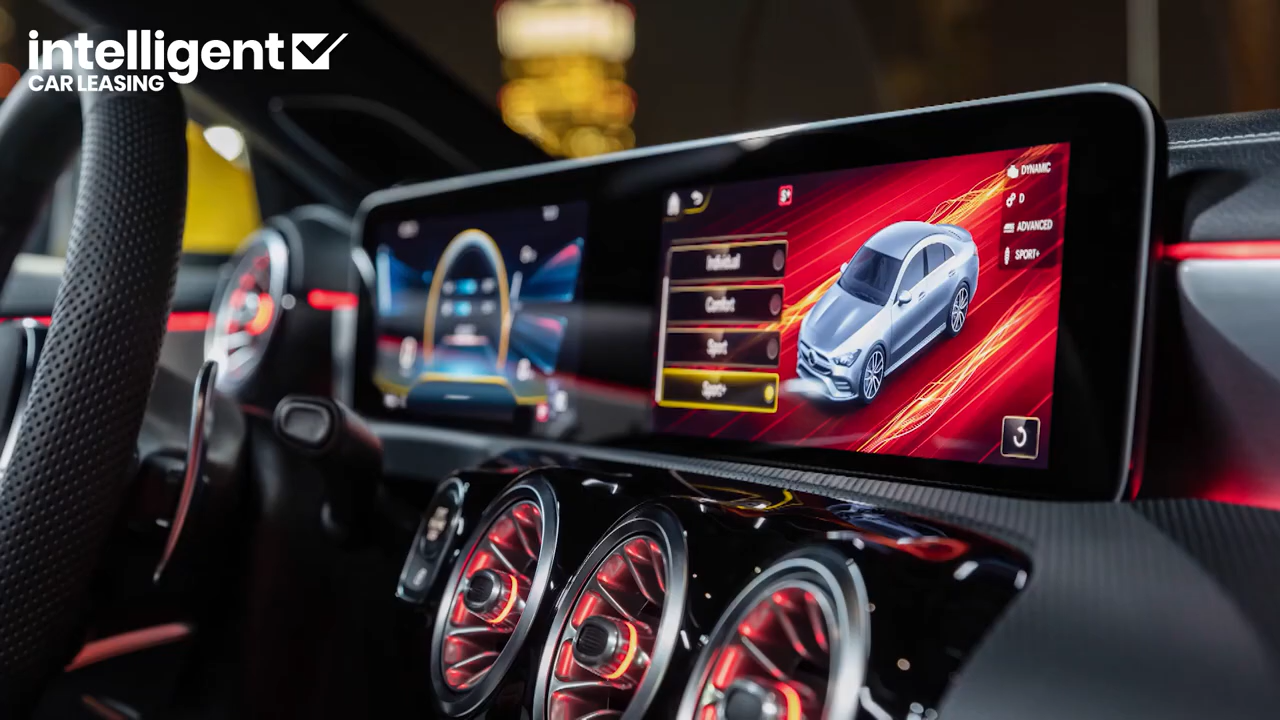 intelligent
CAR LEASING
S+
DYNAMIC
D
ADVANCED
SPORT+
Individual
Comfort
Sport
Sport+